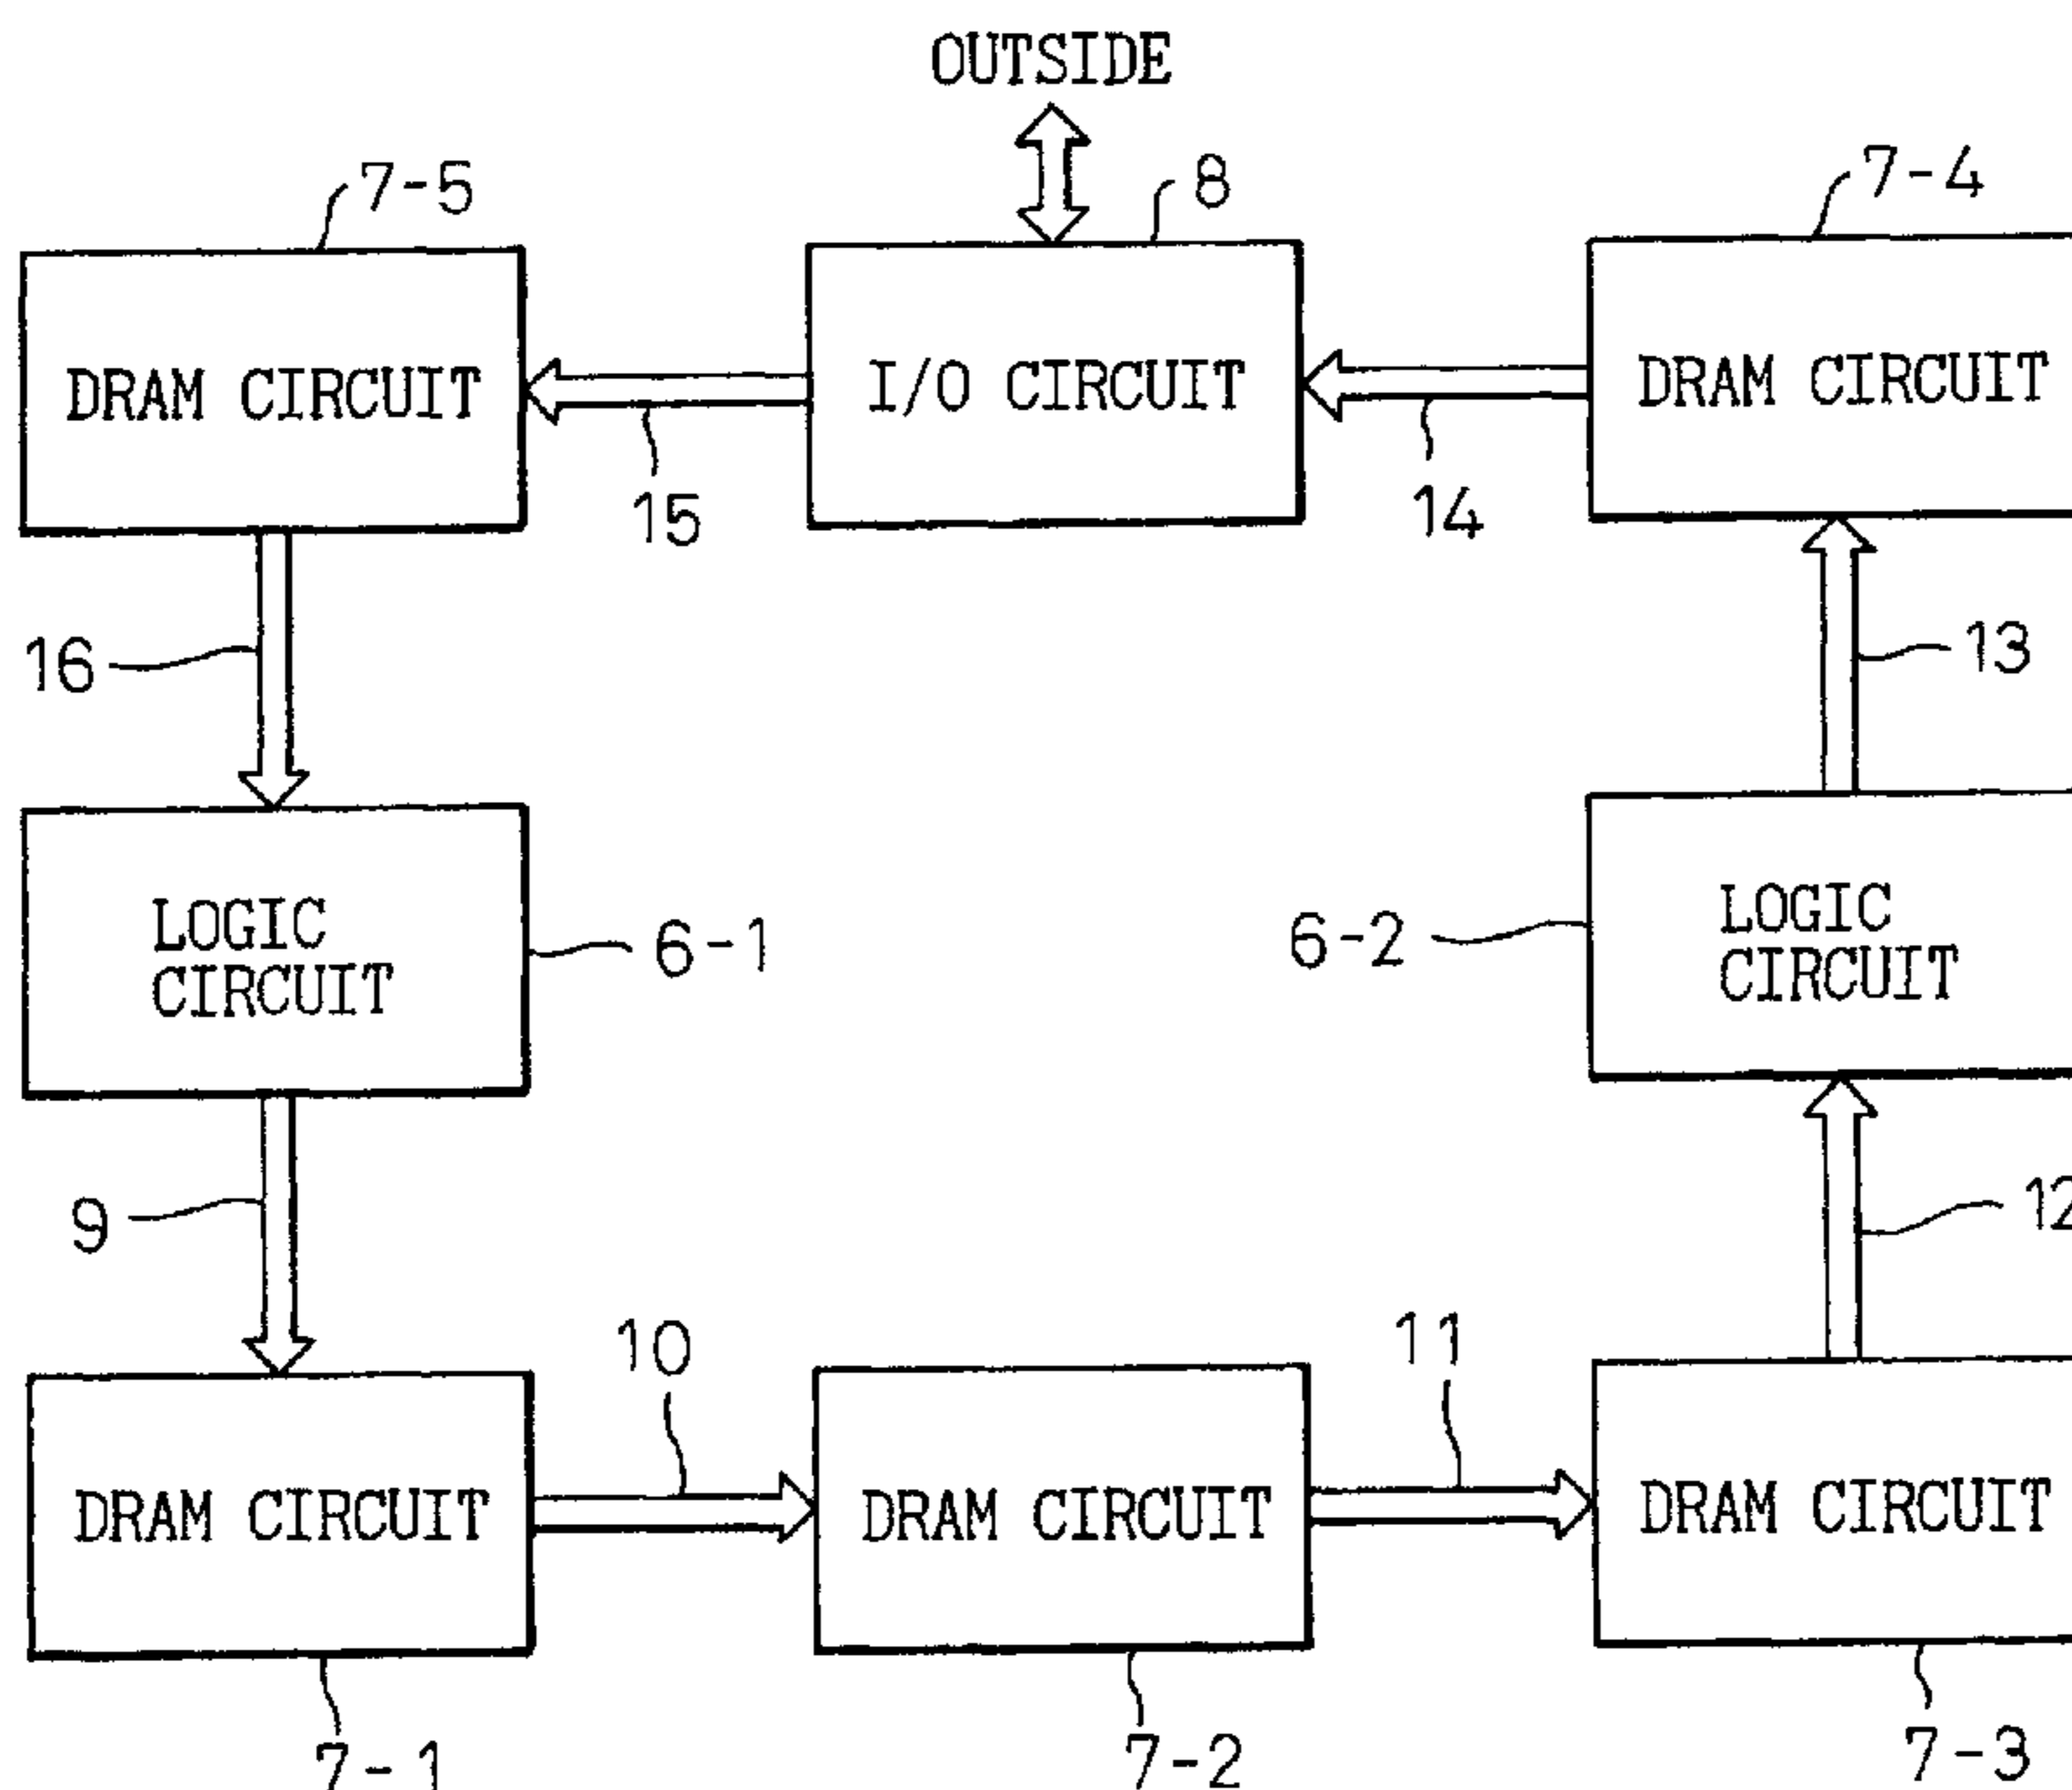 OUTSIDE
7-5
8
7-4
DRAM CIRCUIT
I/O CIRCUIT
DRAM CIRCUIT
15
14
16
13
LOGIC
CIRCUIT
6-1
6-2
LOGIC
CIRCUIT
9
12
10
11
DRAM CIRCUIT
DRAM CIRCUIT
DRAM CIRCUIT
7-1
7-2
7-3